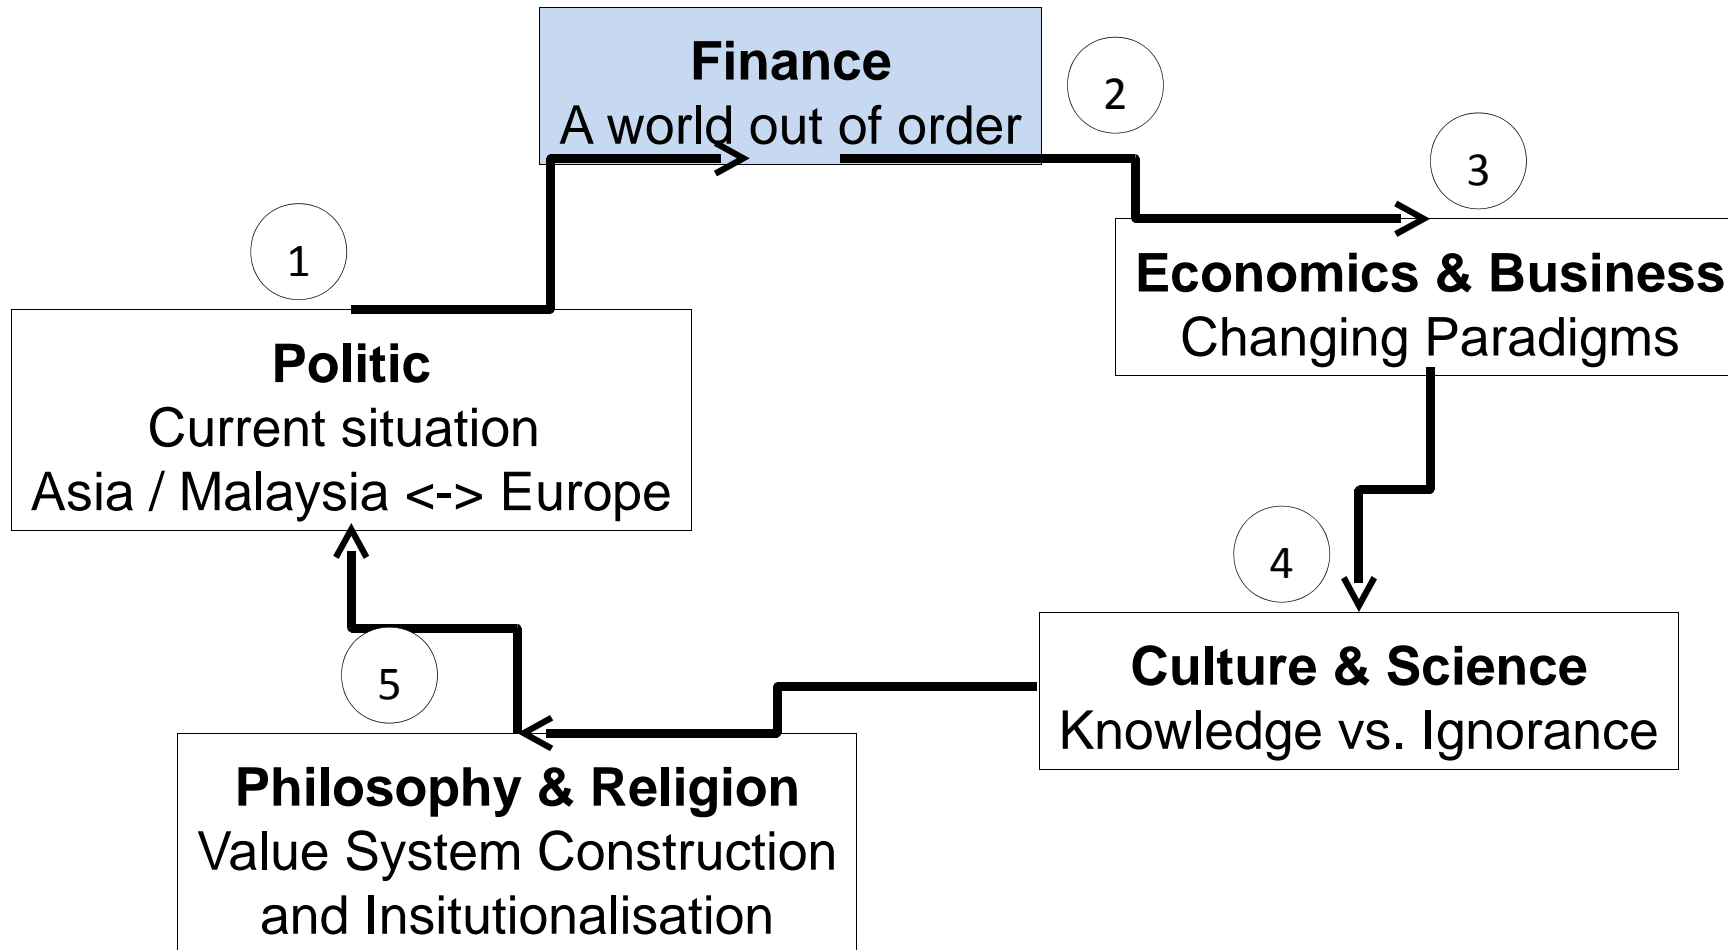 Finance
A world out of order
2
3
1
Economics & Business
Changing Paradigms
Politic
Current situation
Asia / Malaysia <-> Europe
4
Culture & Science
Knowledge vs. Ignorance
5
Philosophy & Religion
Value System Construction
and Insitutionalisation